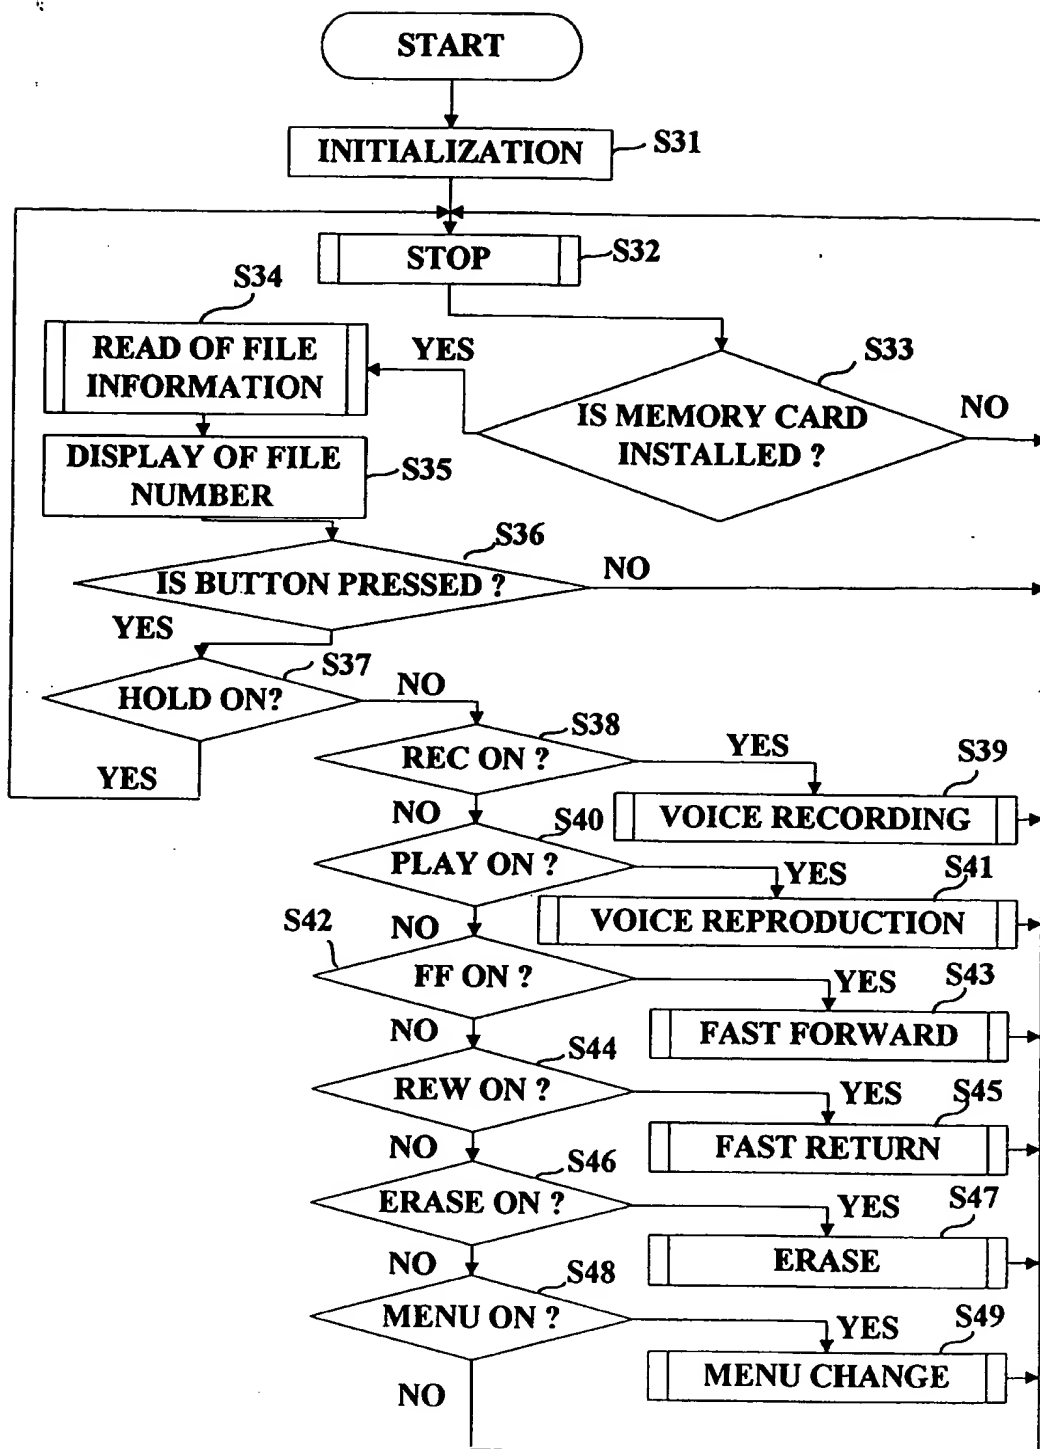 START
INITIALIZATION
S31
STOP
S32
S34
READ OF FILE
INFORMATION
YES
S33
IS MEMORY CARD
INSTALLED ?
NO
DISPLAY OF FILE
NUMBER
S35
S36
IS BUTTON PRESSED ?
NO
YES
S37
HOLD ON?
NO
YES
S38
REC ON ?
YES
S39
VOICE RECORDING
NO
S40
PLAY ON ?
YES
S41
VOICE REPRODUCTION
NO
S42
FF ON ?
YES
S43
FAST FORWARD
NO
S44
REW ON ?
YES
S45
FAST RETURN
NO
S46
ERASE ON ?
YES
S47
ERASE
NO
S48
MENU ON ?
YES
S49
MENU CHANGE
NO